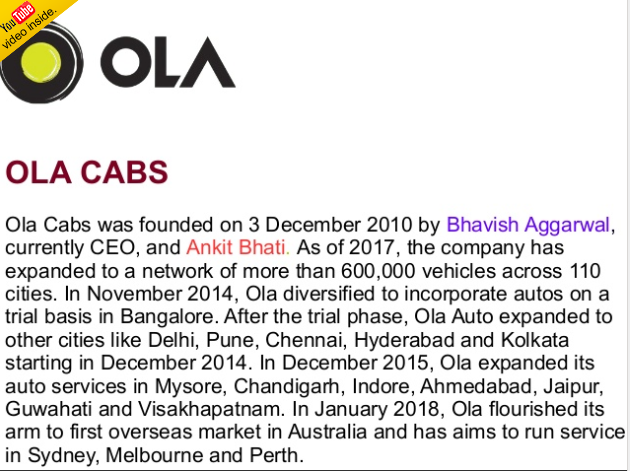 YouTube
video inside.
OLA
OLA CABS
Ola Cabs was founded on 3 December 2010 by Bhavish Aggarwal,
currently CEO, and Ankit Bhati. As of 2017, the company has
expanded to a network of more than 600,000 vehicles across 110
cities. In November 2014, Ola diversified to incorporate autos on a
trial basis in Bangalore. After the trial phase, Ola Auto expanded to
other cities like Delhi, Pune, Chennai, Hyderabad and Kolkata
starting in December 2014. In December 2015, Ola expanded its
auto services in Mysore, Chandigarh, Indore, Ahmedabad, Jaipur,
Guwahati and Visakhapatnam. In January 2018, Ola flourished its
arm to first overseas market in Australia and has aims to run service
in Sydney, Melbourne and Perth.